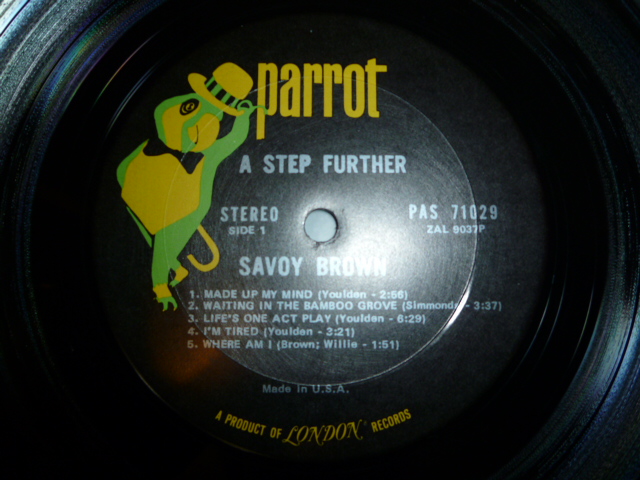 parrot
A STEP FURTHER
STEREO
SIDE 1
PAS 71029
ZAL 9037P
SAVOY BROWN
1. MADE UP MY MIND (Youlden - 2:56)
2. WAITING IN THE BAMBOO GROVE (Simmonds - 3:37)
3. LIFE'S ONE ACT PLAY (Youlden - 6:29)
4. I'M TIRED (Youlden - 3:21)
5. WHERE AM I (Brown; Willie - 1:51)
Made in U.S.A.
A PRODUCT OF LONDON® RECORDS